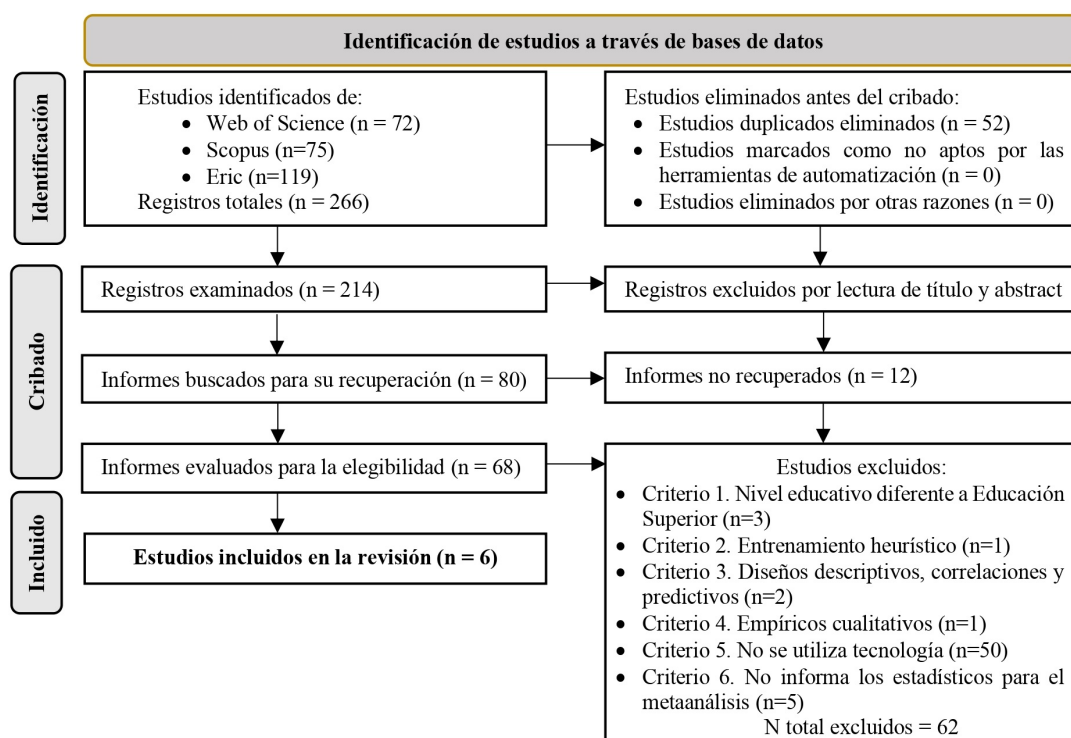 Identificación de estudios a través de bases de datos
Identificación
Estudios identificados de:
• Web of Science (n = 72)
• Scopus (n=75)
• Eric (n=119)
Registros totales (n = 266)
Estudios eliminados antes del cribado:
• Estudios duplicados eliminados (n = 52)
• Estudios marcados como no aptos por las
herramientas de automatización (n = 0)
• Estudios eliminados por otras razones (n = 0)
Cribado
Registros examinados (n = 214)
Registros excluidos por lectura de título y abstract
Informes buscados para su recuperación (n = 80)
Informes no recuperados (n = 12)
Informes evaluados para la elegibilidad (n = 68)
Estudios excluidos:
• Criterio 1. Nivel educativo diferente a Educación
Superior (n=3)
• Criterio 2. Entrenamiento heurístico (n=1)
• Criterio 3. Diseños descriptivos, correlaciones y
predictivos (n=2)
• Criterio 4. Empíricos cualitativos (n=1)
• Criterio 5. No se utiliza tecnología (n=50)
• Criterio 6. No informa los estadísticos para el
metaanálisis (n=5)
N total excluidos = 62
Incluido
Estudios incluidos en la revisión (n = 6)